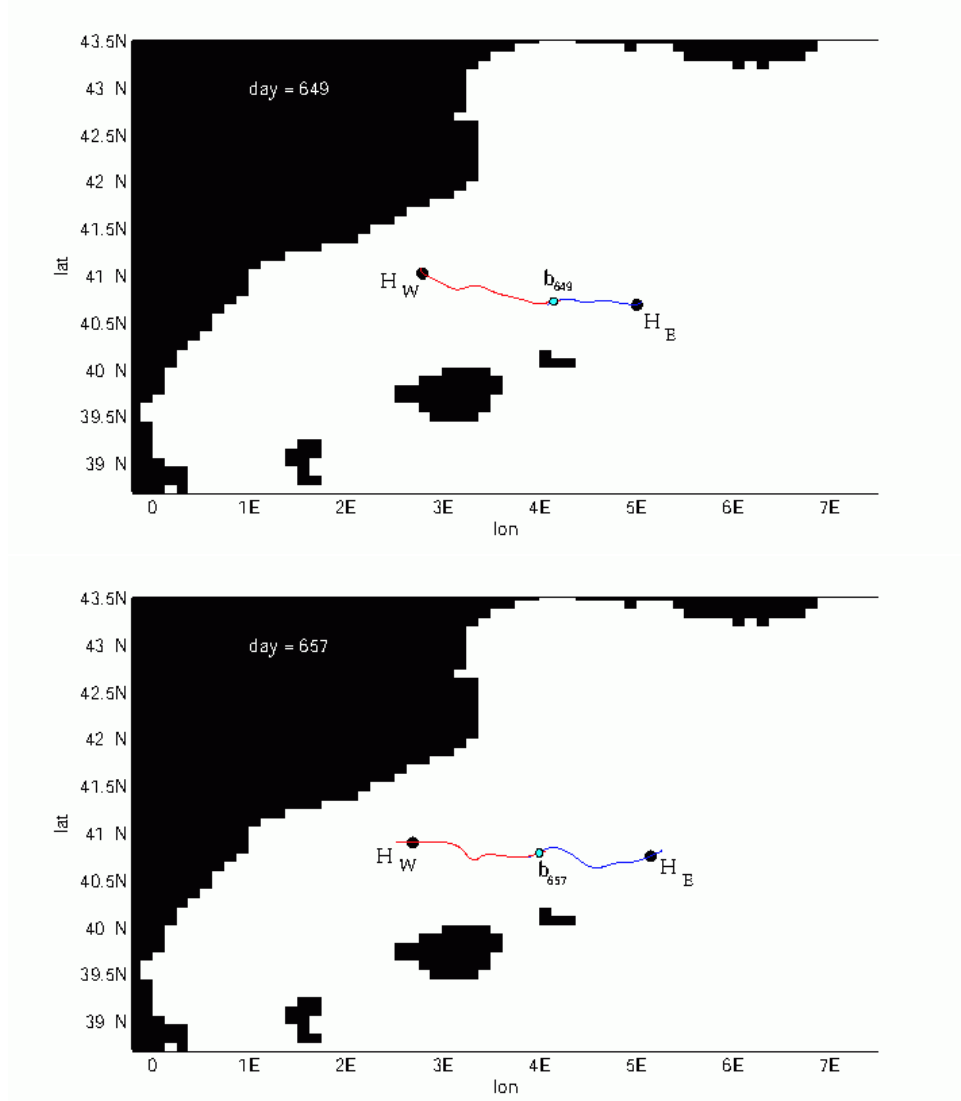 43.5N
43 N
day = 649
42.5N
42 N
41.5N
lat
41 N
H W
b649
40.5N
H E
40 N
39.5N
39 N
0 1E 2E 3E 4E 5E 6E 7E
lon
43.5N
43 N
day = 657
42.5N
42 N
41.5N
lat
41 N
H W
b657
H E
40.5N
40 N
39.5N
39 N
0 1E 2E 3E 4E 5E 6E 7E
lon